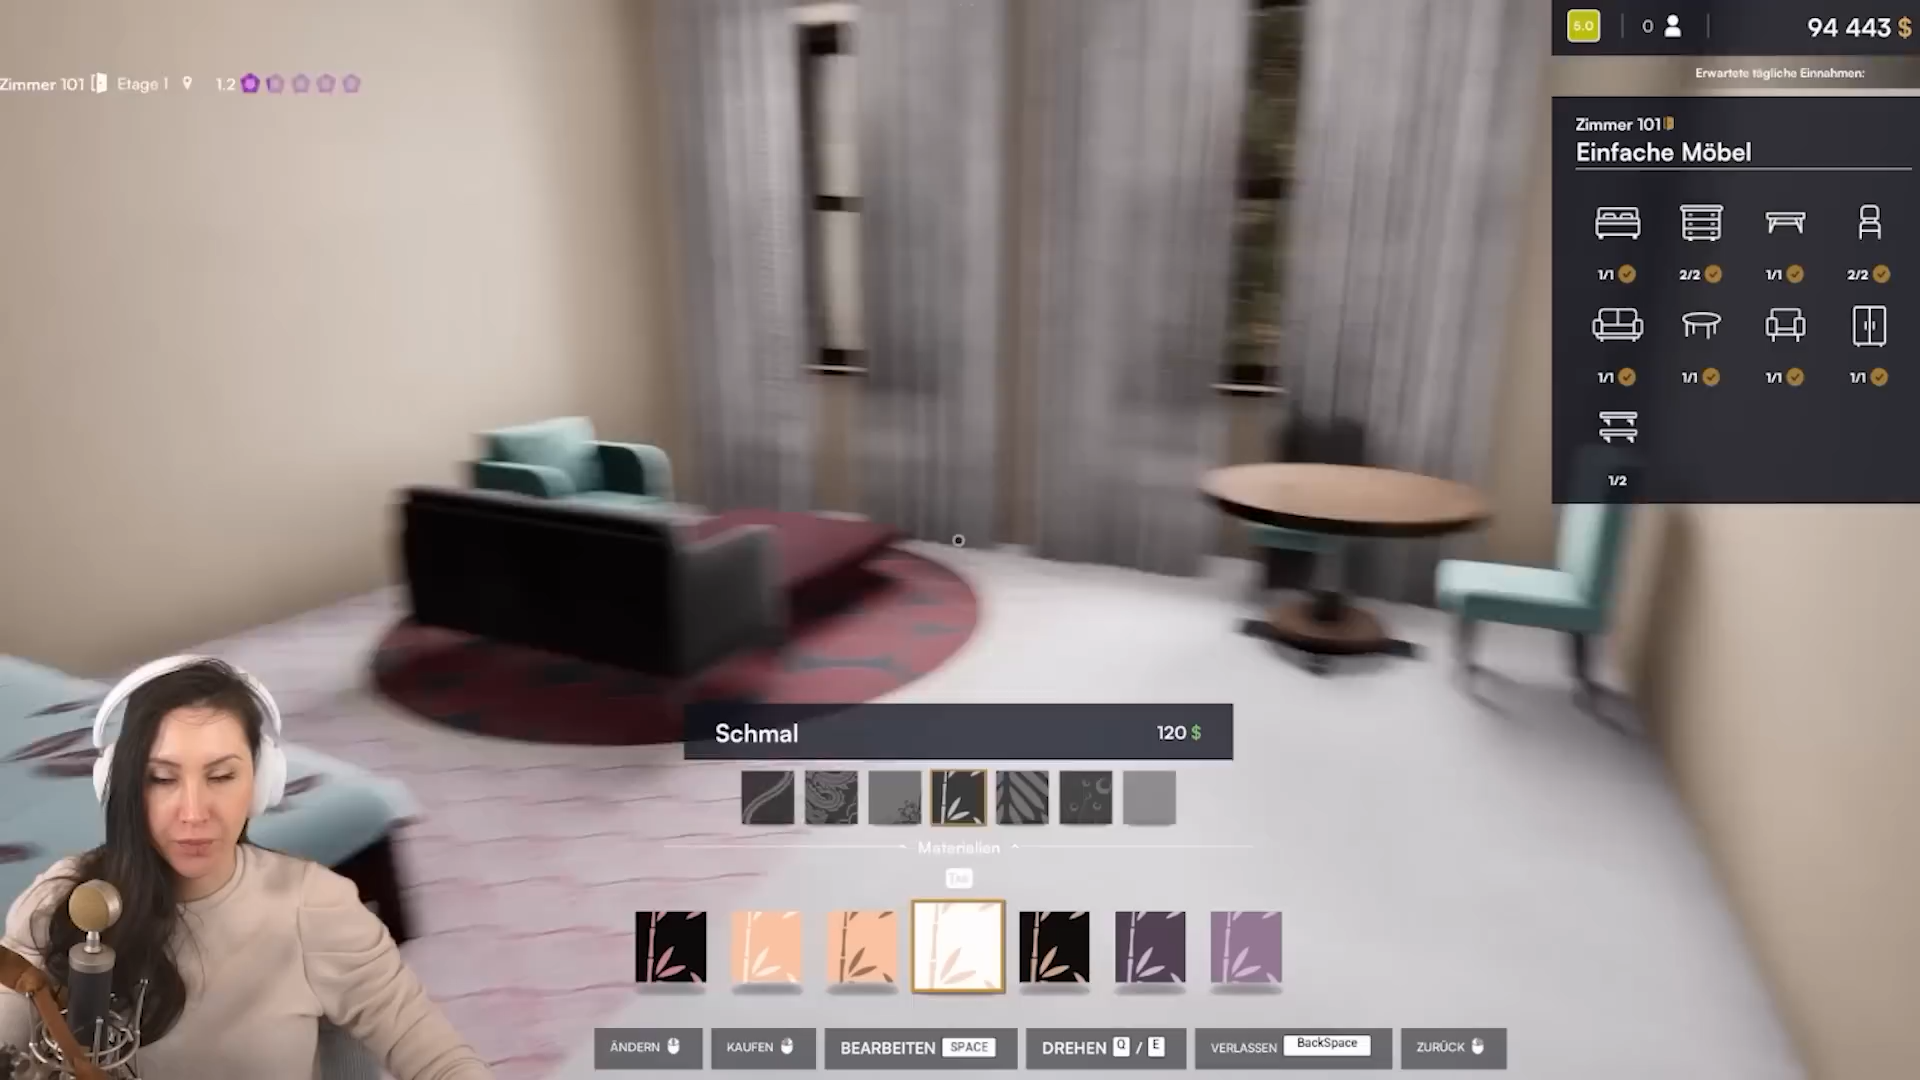 5.0 0 94 443 $
Erwartete tägliche Einnahmen:
Zimmer 101 Etage 1 1.2
Zimmer 101
Einfache Möbel
1/1 2/2 1/1 2/2
1/1 1/1 1/1 1/1
1/2
Schmal 120 $
Materialien
Tab
ÄNDERN KAUFEN BEARBEITEN SPACE DREHEN Q / E VERLASSEN BackSpace ZURÜCK